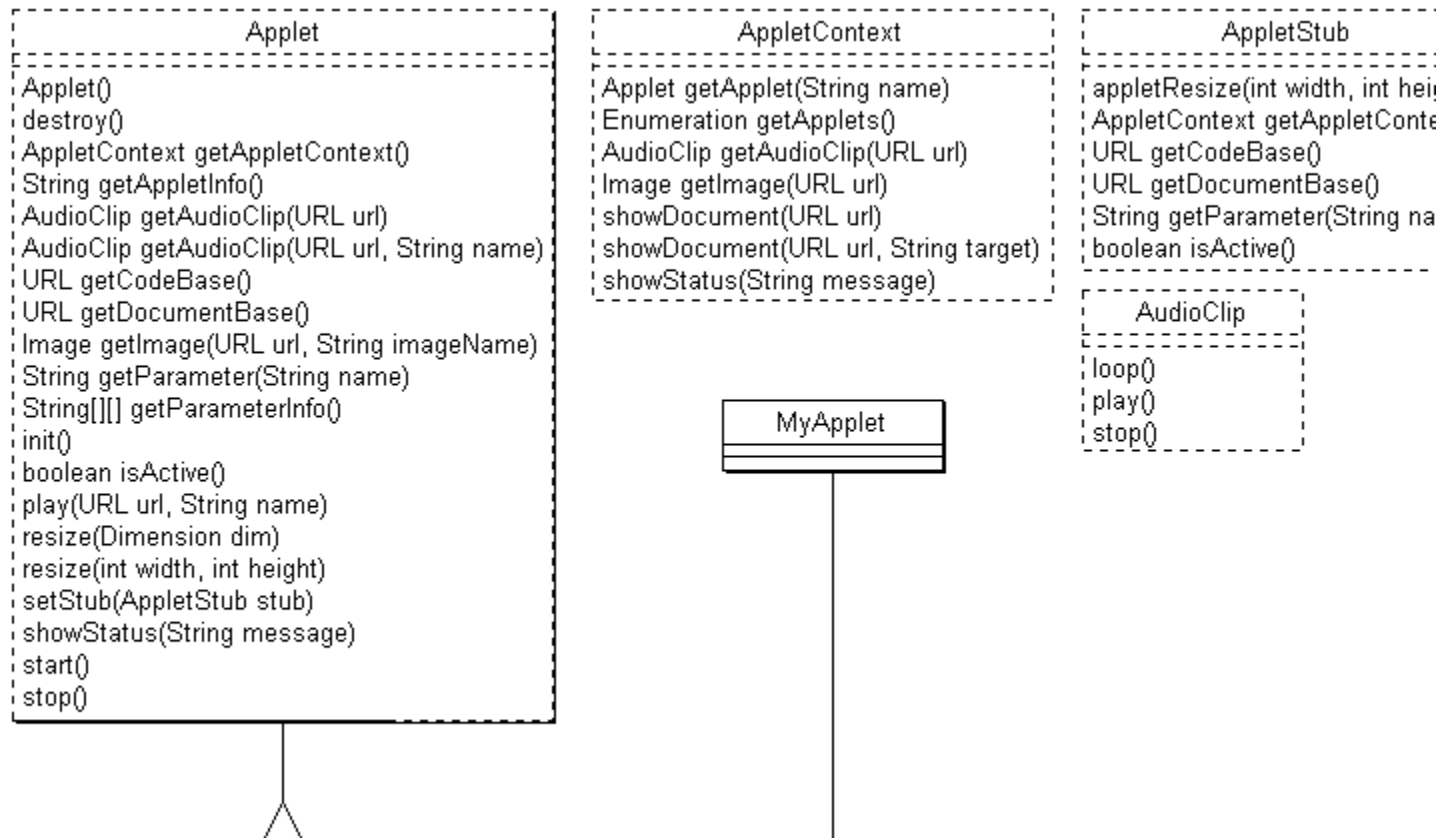 Applet
Applet()
destroy()
AppletContext getAppletContext()
String getAppletInfo()
AudioClip getAudioClip(URL url)
AudioClip getAudioClip(URL url, String name)
URL getCodeBase()
URL getDocumentBase()
Image getImage(URL url, String imageName)
String getParameter(String name)
String[][] getParameterInfo()
init()
boolean isActive()
play(URL url, String name)
resize(Dimension dim)
resize(int width, int height)
setStub(AppletStub stub)
showStatus(String message)
start()
stop()
AppletContext
Applet getApplet(String name)
Enumeration getApplets()
AudioClip getAudioClip(URL url)
Image getImage(URL url)
showDocument(URL url)
showDocument(URL url, String target)
showStatus(String message)
MyApplet
AppletStub
appletResize(int width, int
AppletContext
URL getCodeBase()
URL getDocumentBase()
String getParameter(String
boolean isActive()
AudioClip
loop()
play()
stop()